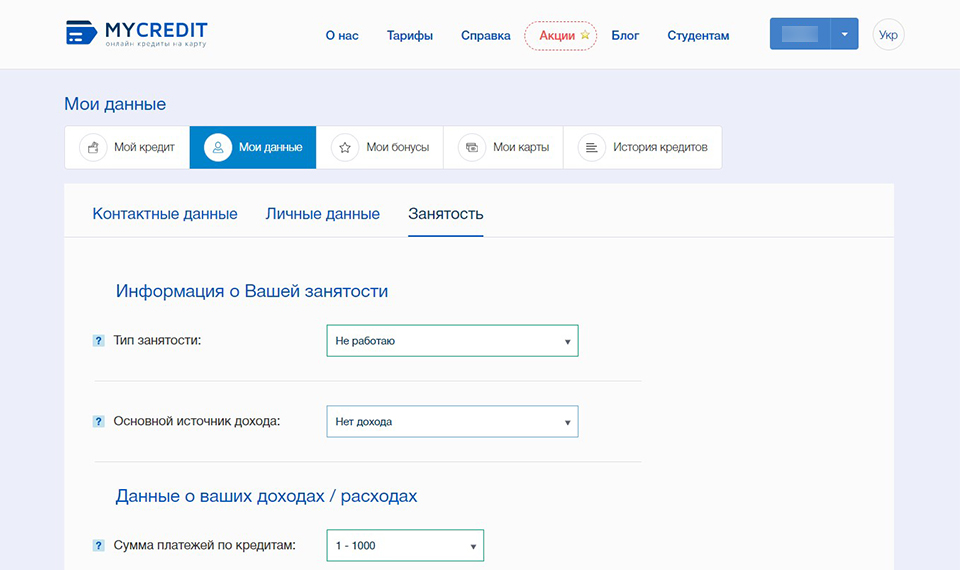 MYCREDIT
онлайн кредиты на карту
О нас Тарифы Справка Акции Блог Студентам Укр
Мои данные
Мой кредит Мои данные Мои бонусы Мои карты История кредитов
Контактные данные Личные данные Занятость
Информация о Вашей занятости
? Тип занятости: Не работаю
? Основной источник дохода: Нет дохода
Данные о ваших доходах / расходах
? Сумма платежей по кредитам: 1 - 1000